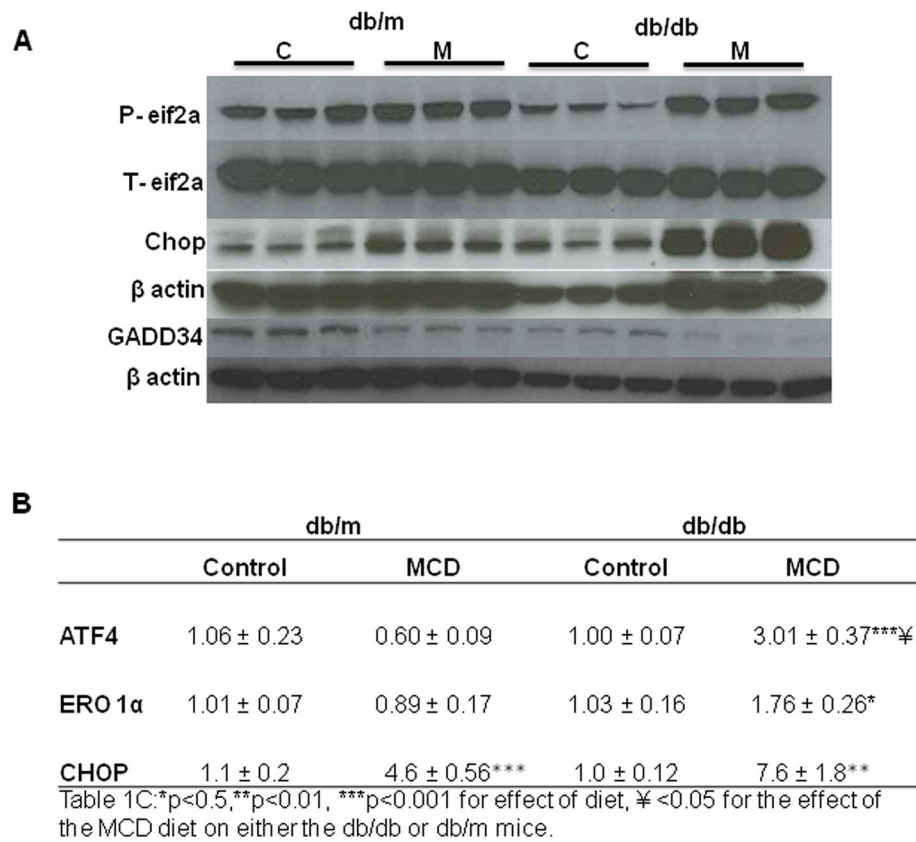 A
db/m db/db
C M C M
P- eif2a
T- eif2a
Chop
β actin
GADD34
β actin
B
db/m db/db
Control MCD Control MCD
ATF4 1.06 ± 0.23 0.60 ± 0.09 1.00 ± 0.07 3.01 ± 0.37***¥
ERO 1α 1.01 ± 0.07 0.89 ± 0.17 1.03 ± 0.16 1.76 ± 0.26*
CHOP 1.1 ± 0.2 4.6 ± 0.56*** 1.0 ± 0.12 7.6 ± 1.8**
Table 1C:*p<0.5,**p<0.01, ***p<0.001 for effect of diet, ¥ <0.05 for the effect of
the MCD diet on either the db/db or db/m mice.